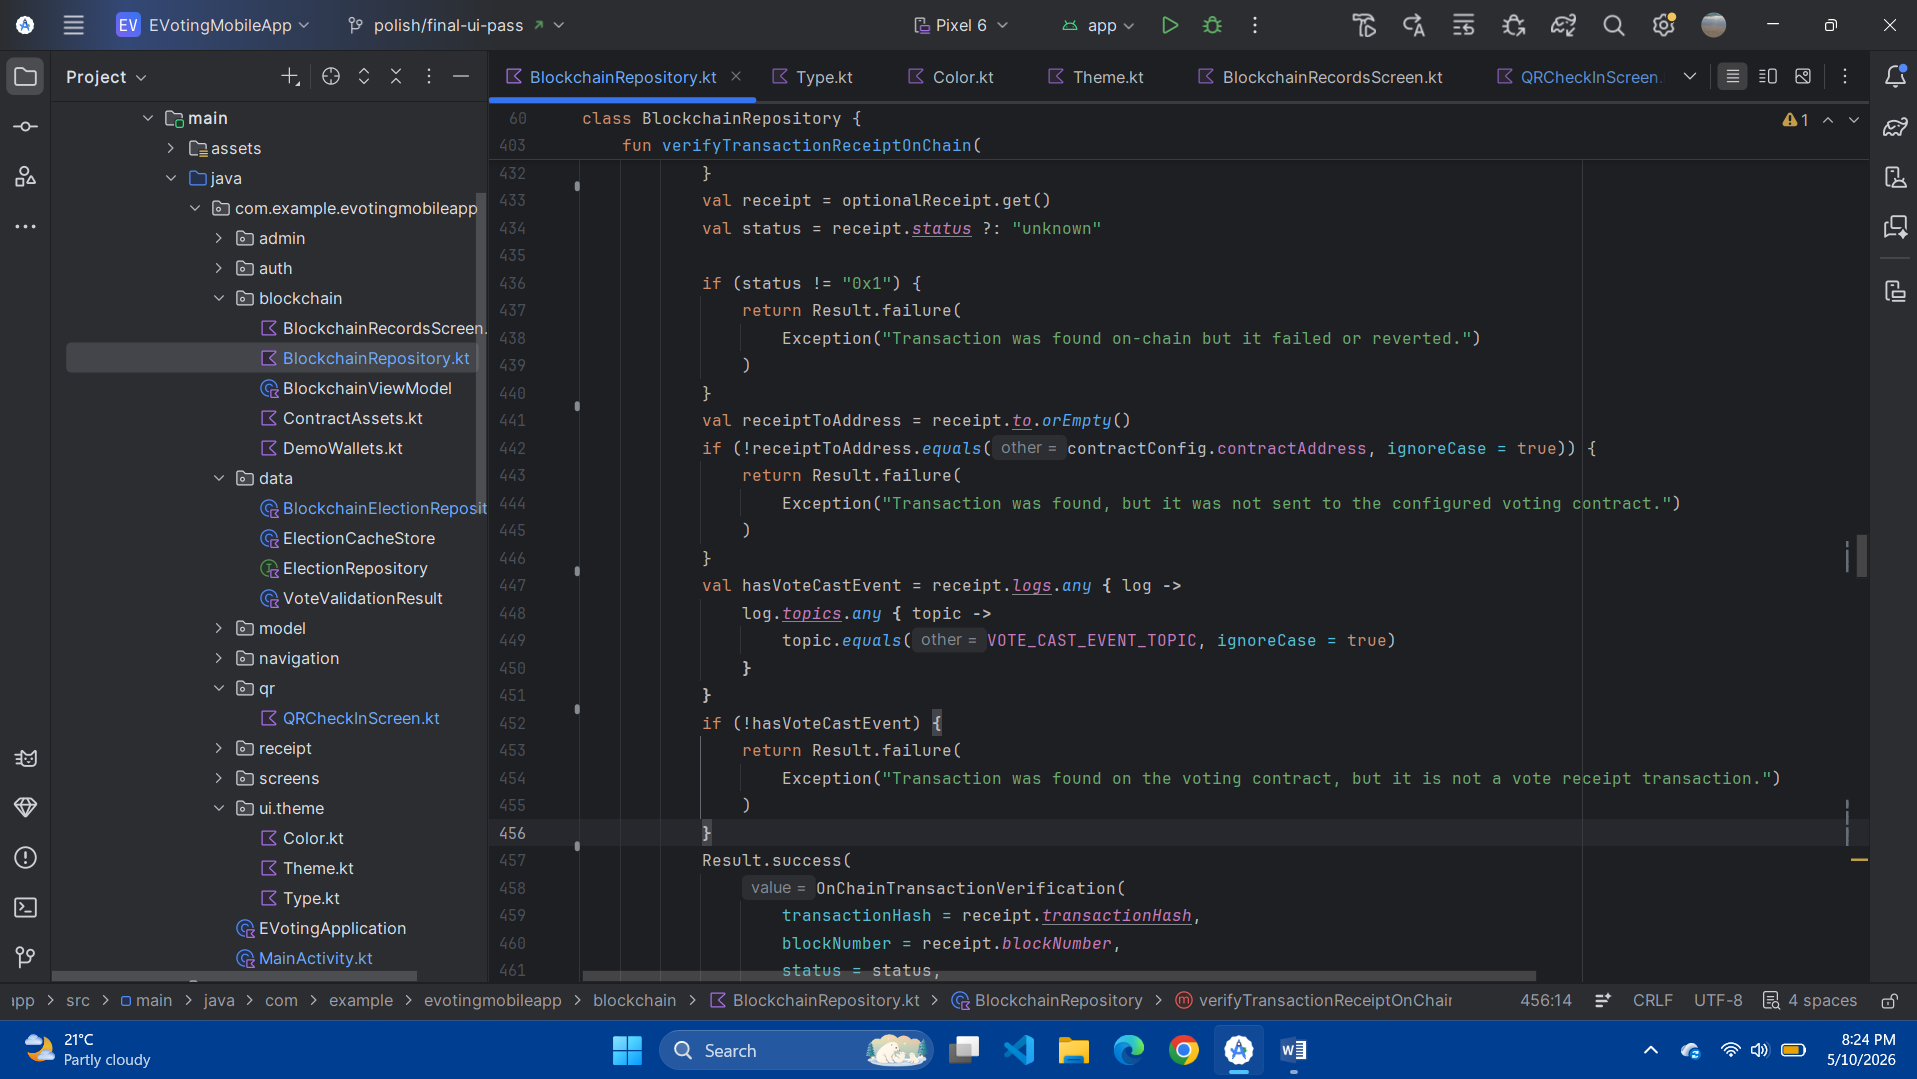 EV EVotingMobileApp polish/final-ui-pass Pixel 6 app
Project
BlockchainRepository.kt Type.kt Color.kt Theme.kt BlockchainRecordsScreen.kt QRCheckInScreen.
main
assets
java
com.example.evotingmobileapp
admin
auth
blockchain
BlockchainRecordsScreen.
BlockchainRepository.kt
BlockchainViewModel
ContractAssets.kt
DemoWallets.kt
data
BlockchainElectionReposit
ElectionCacheStore
ElectionRepository
VoteValidationResult
model
navigation
qr
QRCheckInScreen.kt
receipt
screens
ui.theme
Color.kt
Theme.kt
Type.kt
EVotingApplication
MainActivity.kt
60 class BlockchainRepository { 1
403 fun verifyTransactionReceiptOnChain(
432 }
433 val receipt = optionalReceipt.get()
434 val status = receipt.status ?: "unknown"
435
436 if (status != "0x1") {
437 return Result.failure(
438 Exception("Transaction was found on-chain but it failed or reverted.")
439 )
440 }
441 val receiptToAddress = receipt.to.orEmpty()
442 if (!receiptToAddress.equals( other = contractConfig.contractAddress, ignoreCase = true)) {
443 return Result.failure(
444 Exception("Transaction was found, but it was not sent to the configured voting contract.")
445 )
446 }
447 val hasVoteCastEvent = receipt.logs.any { log ->
448 log.topics.any { topic ->
449 topic.equals( other = VOTE_CAST_EVENT_TOPIC, ignoreCase = true)
450 }
451 }
452 if (!hasVoteCastEvent) {
453 return Result.failure(
454 Exception("Transaction was found on the voting contract, but it is not a vote receipt transaction.")
455 )
456 }
457 Result.success(
458 value = OnChainTransactionVerification(
459 transactionHash = receipt.transactionHash,
460 blockNumber = receipt.blockNumber,
461 status = status,
app > src > main > java > com > example > evotingmobileapp > blockchain > BlockchainRepository.kt > BlockchainRepository > verifyTransactionReceiptOnChain 456:14 CRLF UTF-8 4 spaces
21°C
Partly cloudy
Search
8:24 PM
5/10/2026